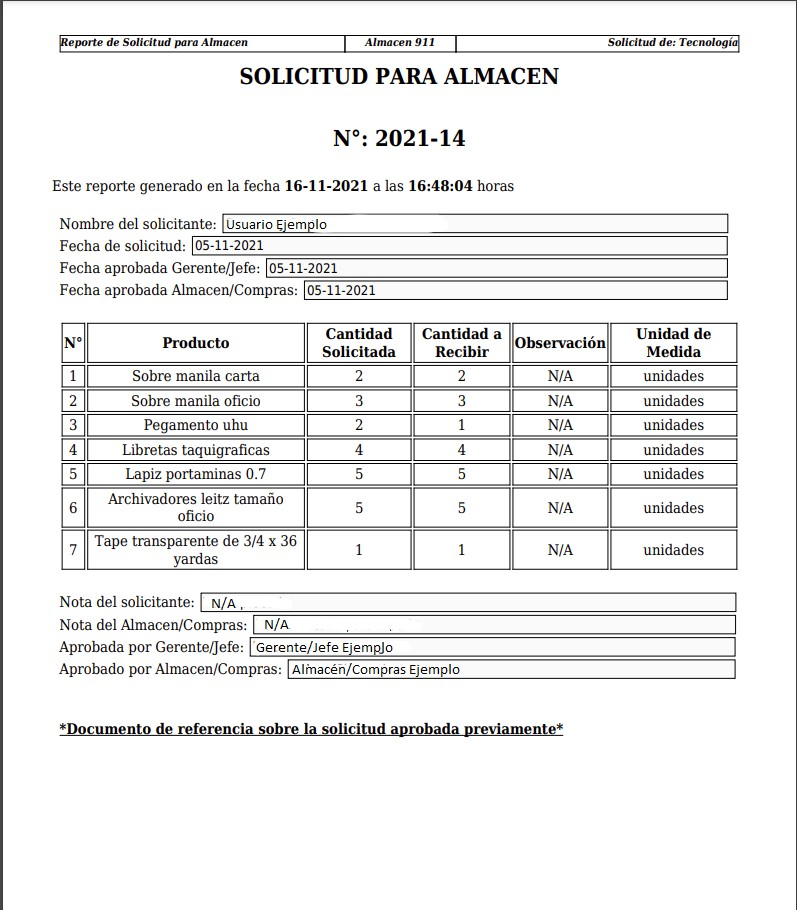 Reporte de Solicitud para Almacen Almacen 911 Solicitud de: Tecnología
SOLICITUD PARA ALMACEN
N°: 2021-14
Este reporte generado en la fecha 16-11-2021 a las 16:48:04 horas
Nombre del solicitante: Usuario Ejemplo
Fecha de solicitud: 05-11-2021
Fecha aprobada Gerente/Jefe: 05-11-2021
Fecha aprobada Almacen/Compras: 05-11-2021
N° Producto Cantidad Solicitada Cantidad a Recibir Observación Unidad de Medida
1 Sobre manila carta 2 2 N/A unidades
2 Sobre manila oficio 3 3 N/A unidades
3 Pegamento uhu 2 1 N/A unidades
4 Libretas taquigraficas 4 4 N/A unidades
5 Lapiz portaminas 0.7 5 5 N/A unidades
6 Archivadores leitz tamaño oficio 5 5 N/A unidades
7 Tape transparente de 3/4 x 36 yardas 1 1 N/A unidades
Nota del solicitante: N/A
Nota del Almacen/Compras: N/A
Aprobada por Gerente/Jefe: Gerente/Jefe Ejemplo
Aprobado por Almacen/Compras: Almacén/Compras Ejemplo
*Documento de referencia sobre la solicitud aprobada previamente*